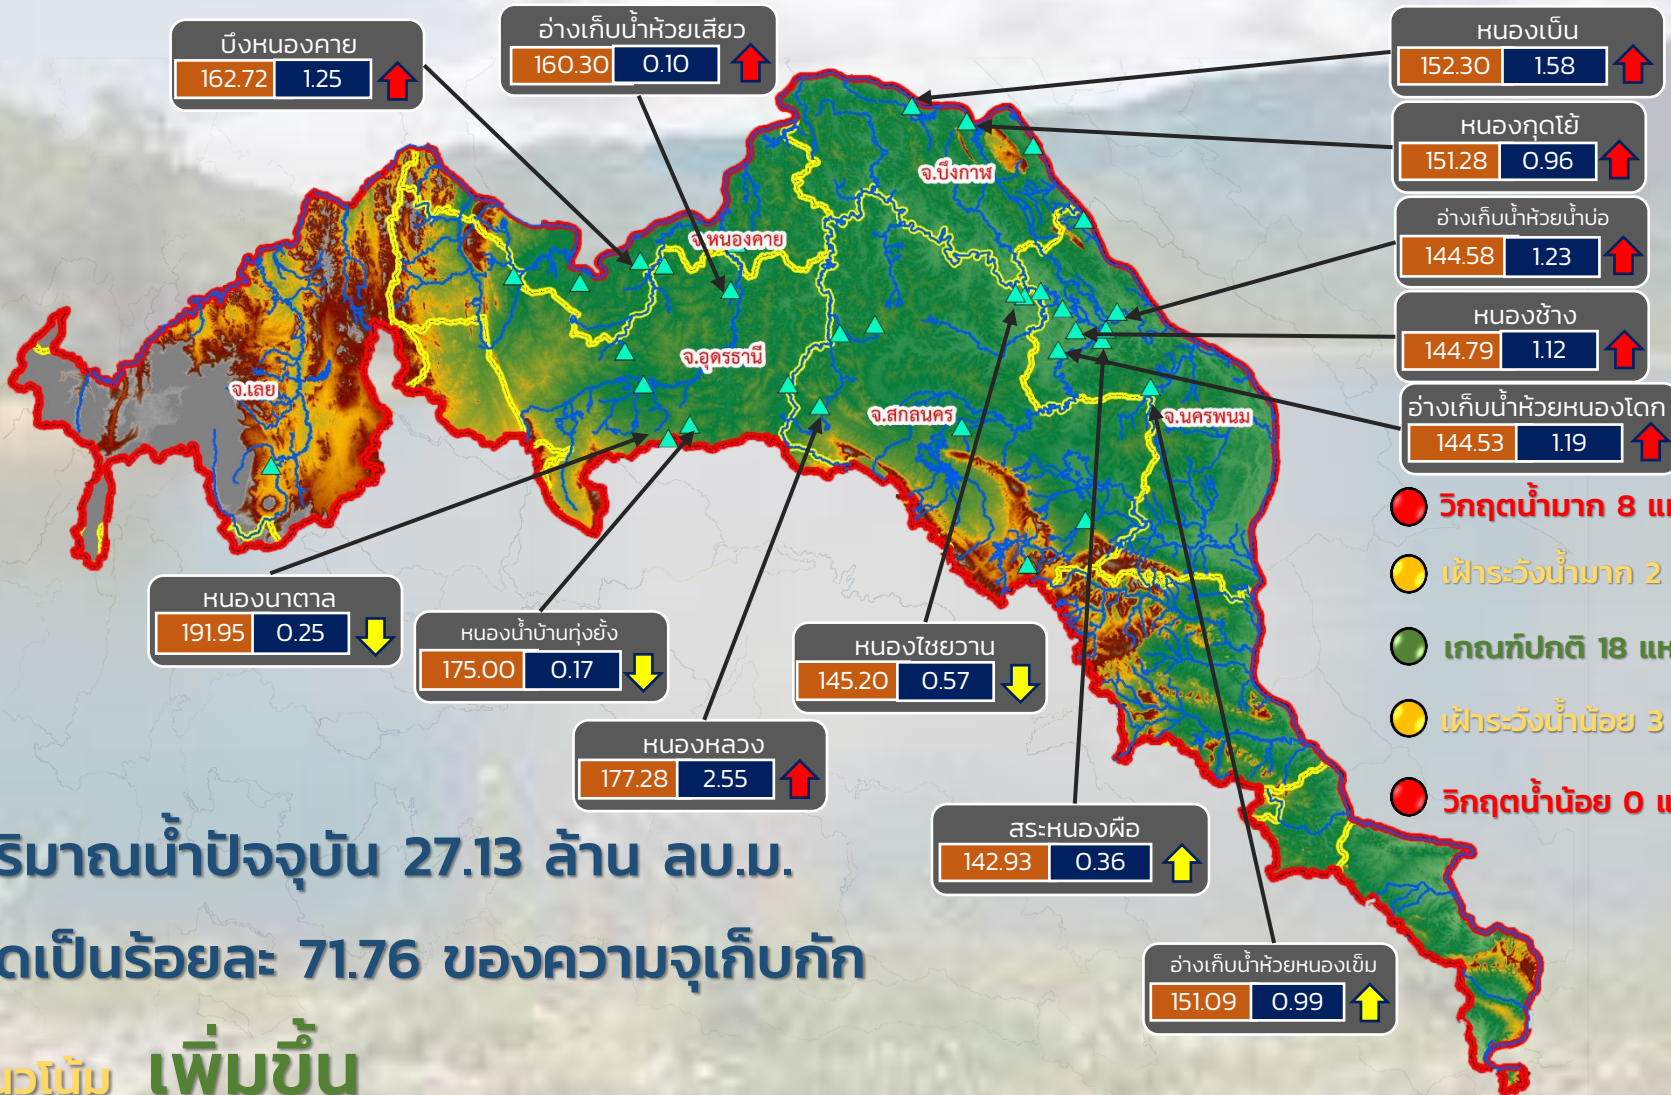 บึงหนองคาย
162.72 1.25
อ่างเก็บน้ำห้วยเสียว
160.30 0.10
หนองเบ็น
152.30 1.58
หนองกุดโย้
151.28 0.96
อ่างเก็บน้ำห้วยน้ำบ่อ
144.58 1.23
หนองช้าง
144.79 1.12
อ่างเก็บน้ำห้วยหนองโดก
144.53 1.19
จ.บึงกาฬ
จ.หนองคาย
จ.อุดรธานี
จ.เลย
จ.สกลนคร
จ.นครพนม
วิกฤตน้ำมาก 8
เฝ้าระวังน้ำมาก 2
เกณฑ์ปกติ 18
เฝ้าระวังน้ำน้อย 3
วิกฤตน้ำน้อย 0
หนองนาตาล
191.95 0.25
หนองน้ำบ้านทุ่งยั้ง
175.00 0.17
หนองไชยวาน
145.20 0.57
หนองหลวง
177.28 2.55
สระหนองผือ
142.93 0.36
อ่างเก็บน้ำห้วยหนองเข็ม
151.09 0.99
ริมาณน้ำปัจจุบัน 27.13 ล้าน ลบ.ม.
ดเป็นร้อยละ 71.76 ของความจุเก็บกัก
นวโน้ม เพิ่มขึ้น